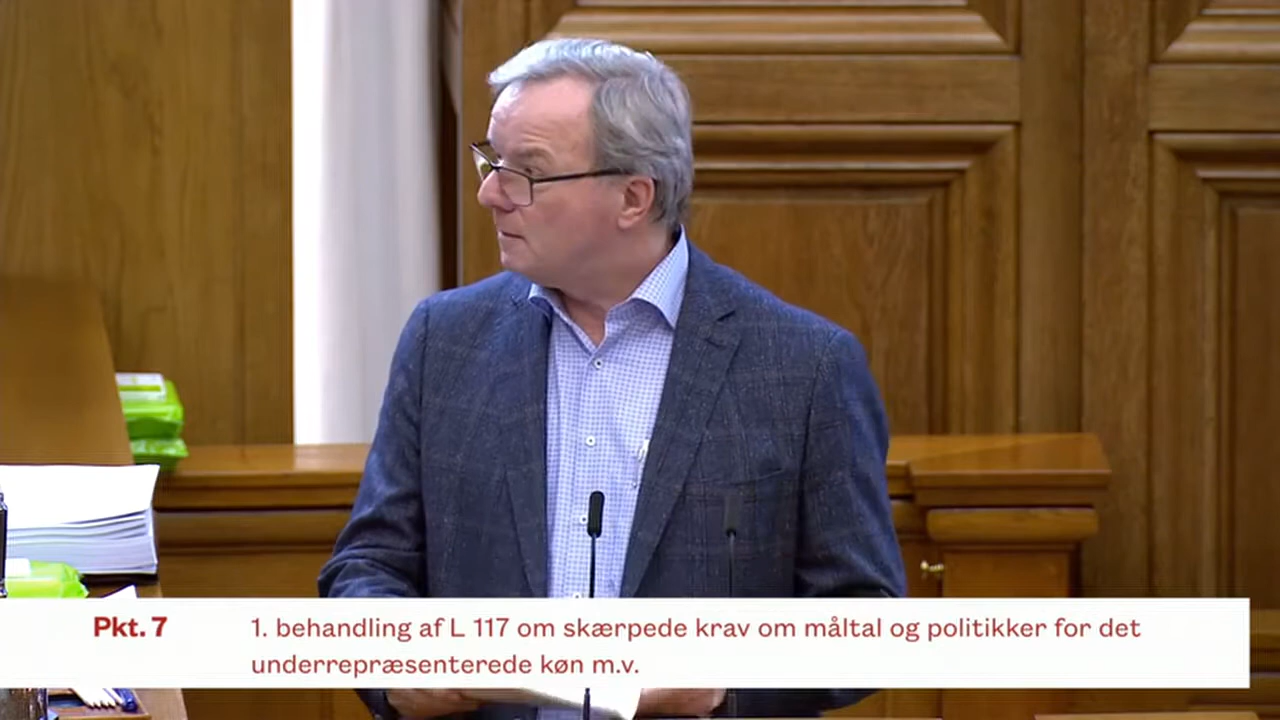 Pkt. 7
1. behandling af L 117 om skærpede krav om måltal og politikker for det
underrepræsenterede køn m.v.